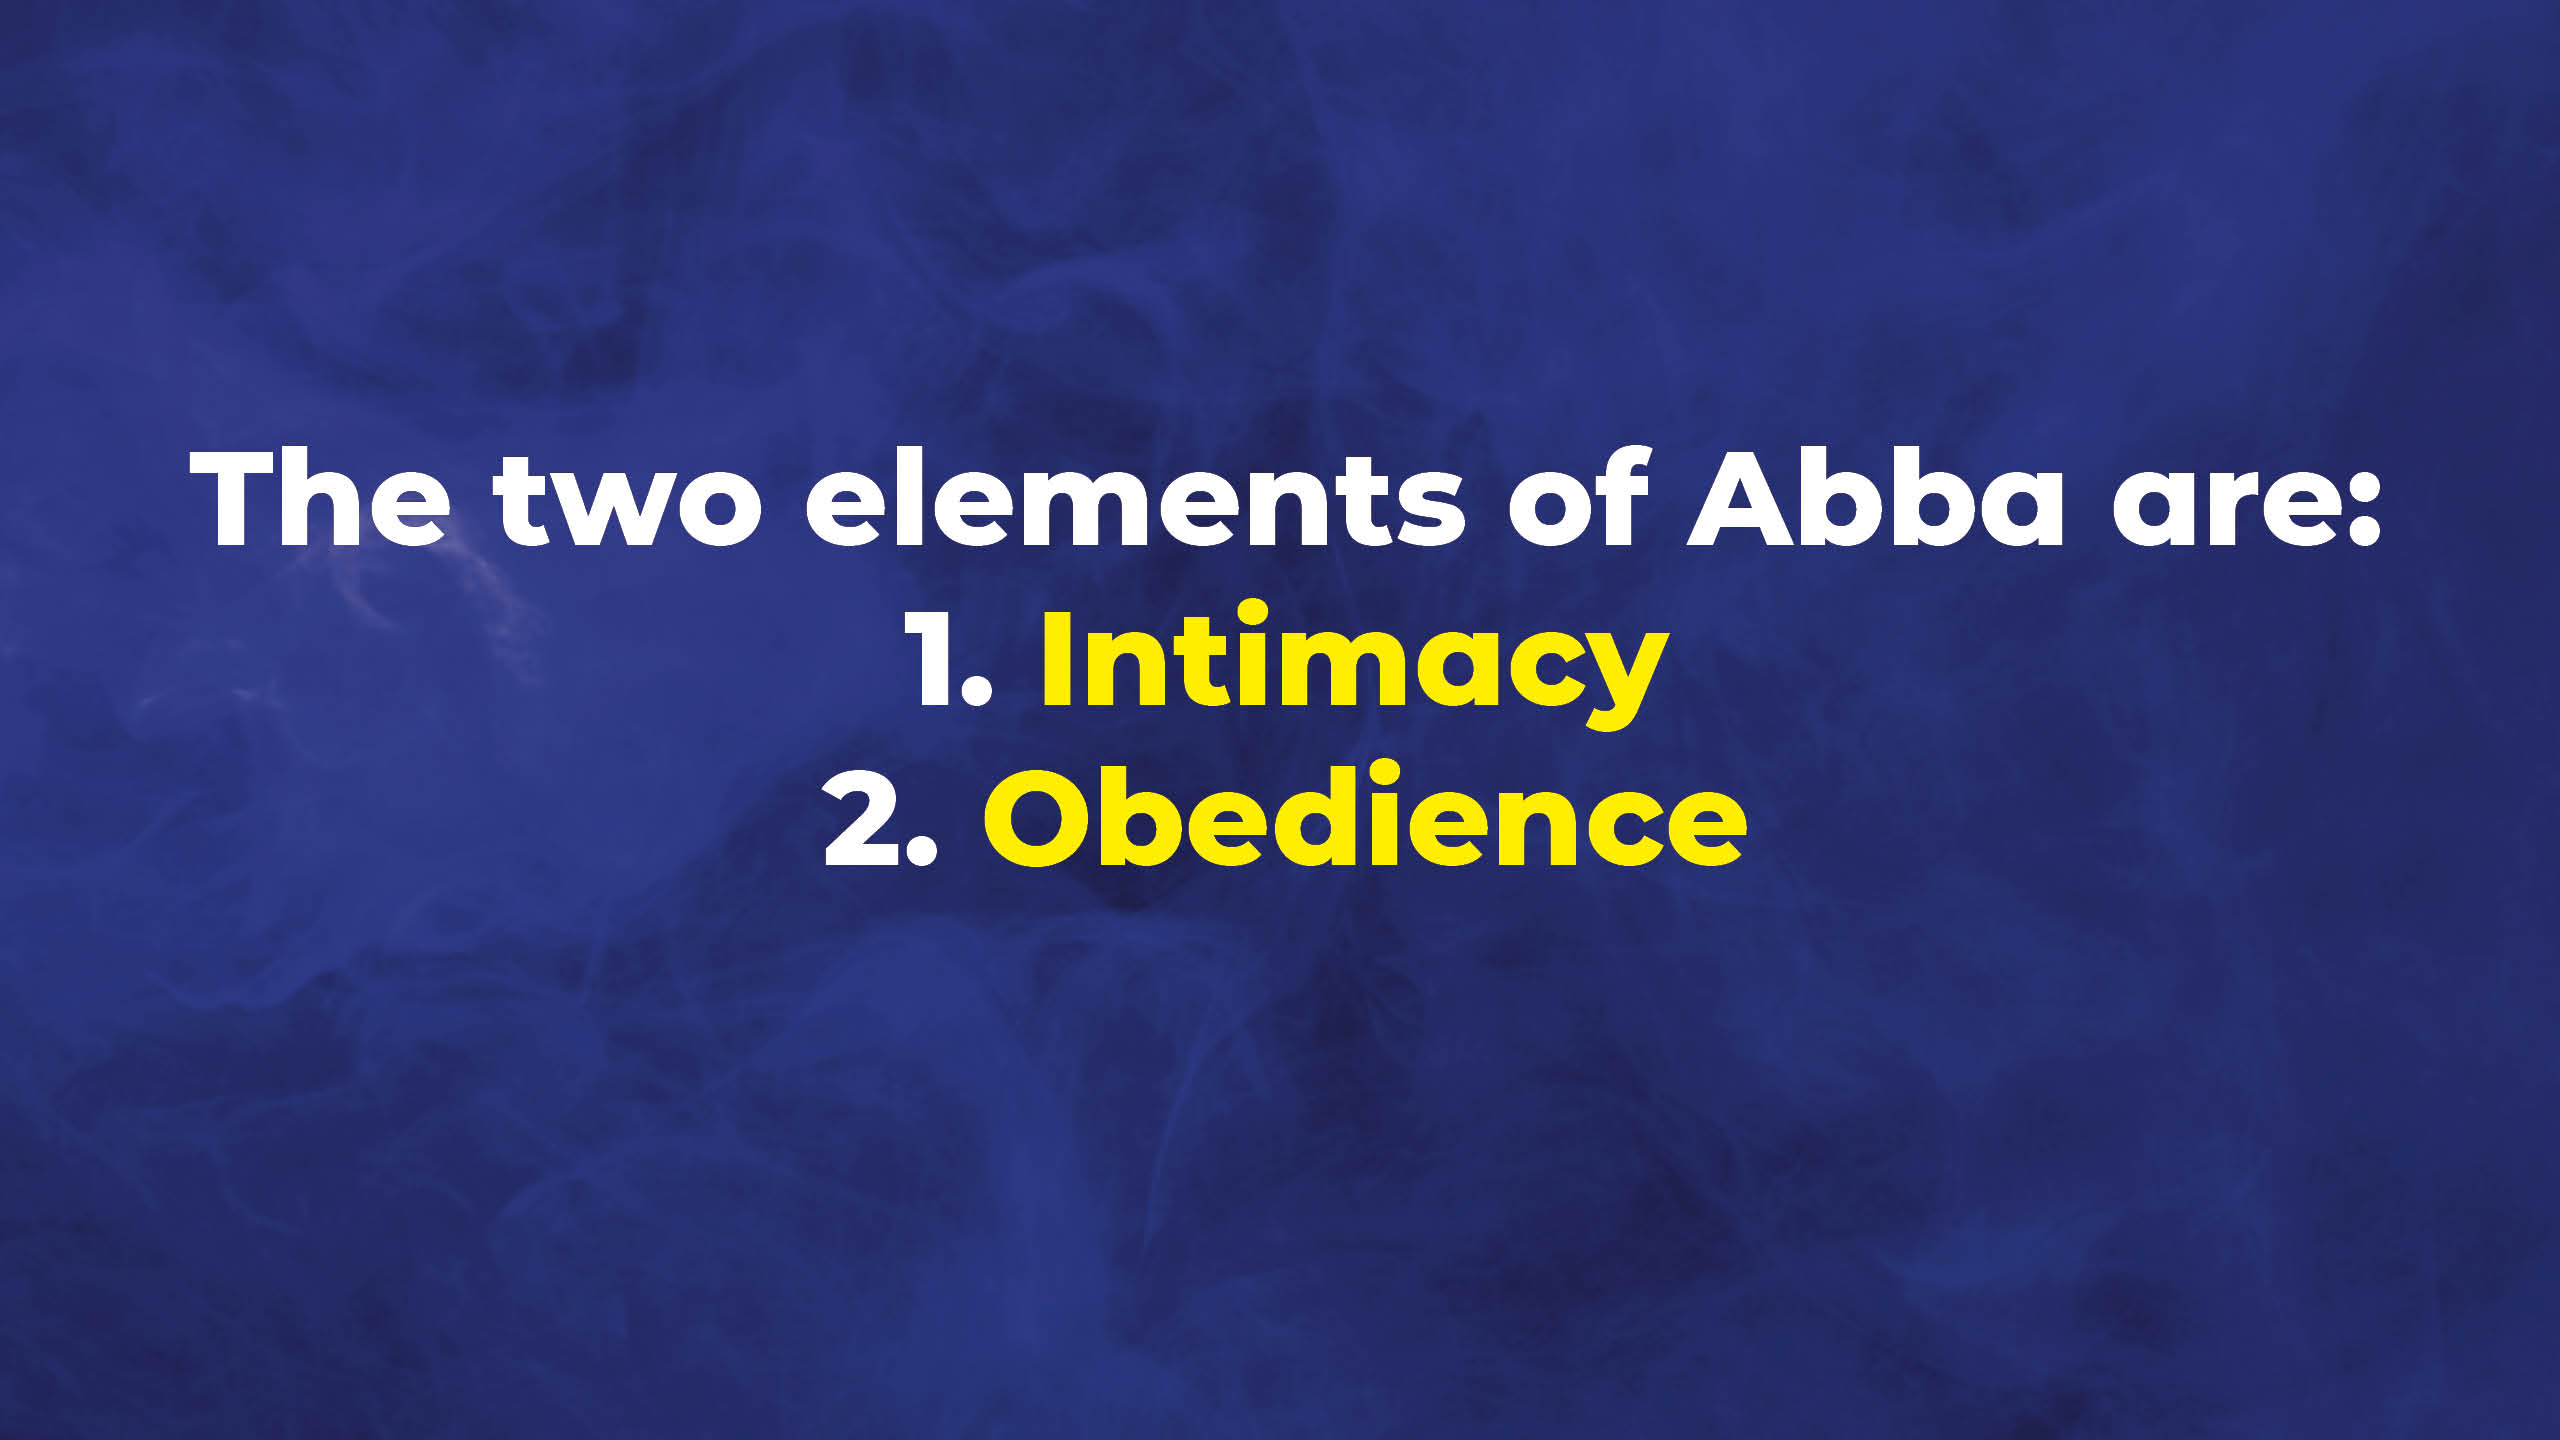 The two elements of Abba are:
1. Intimacy
2. Obedience